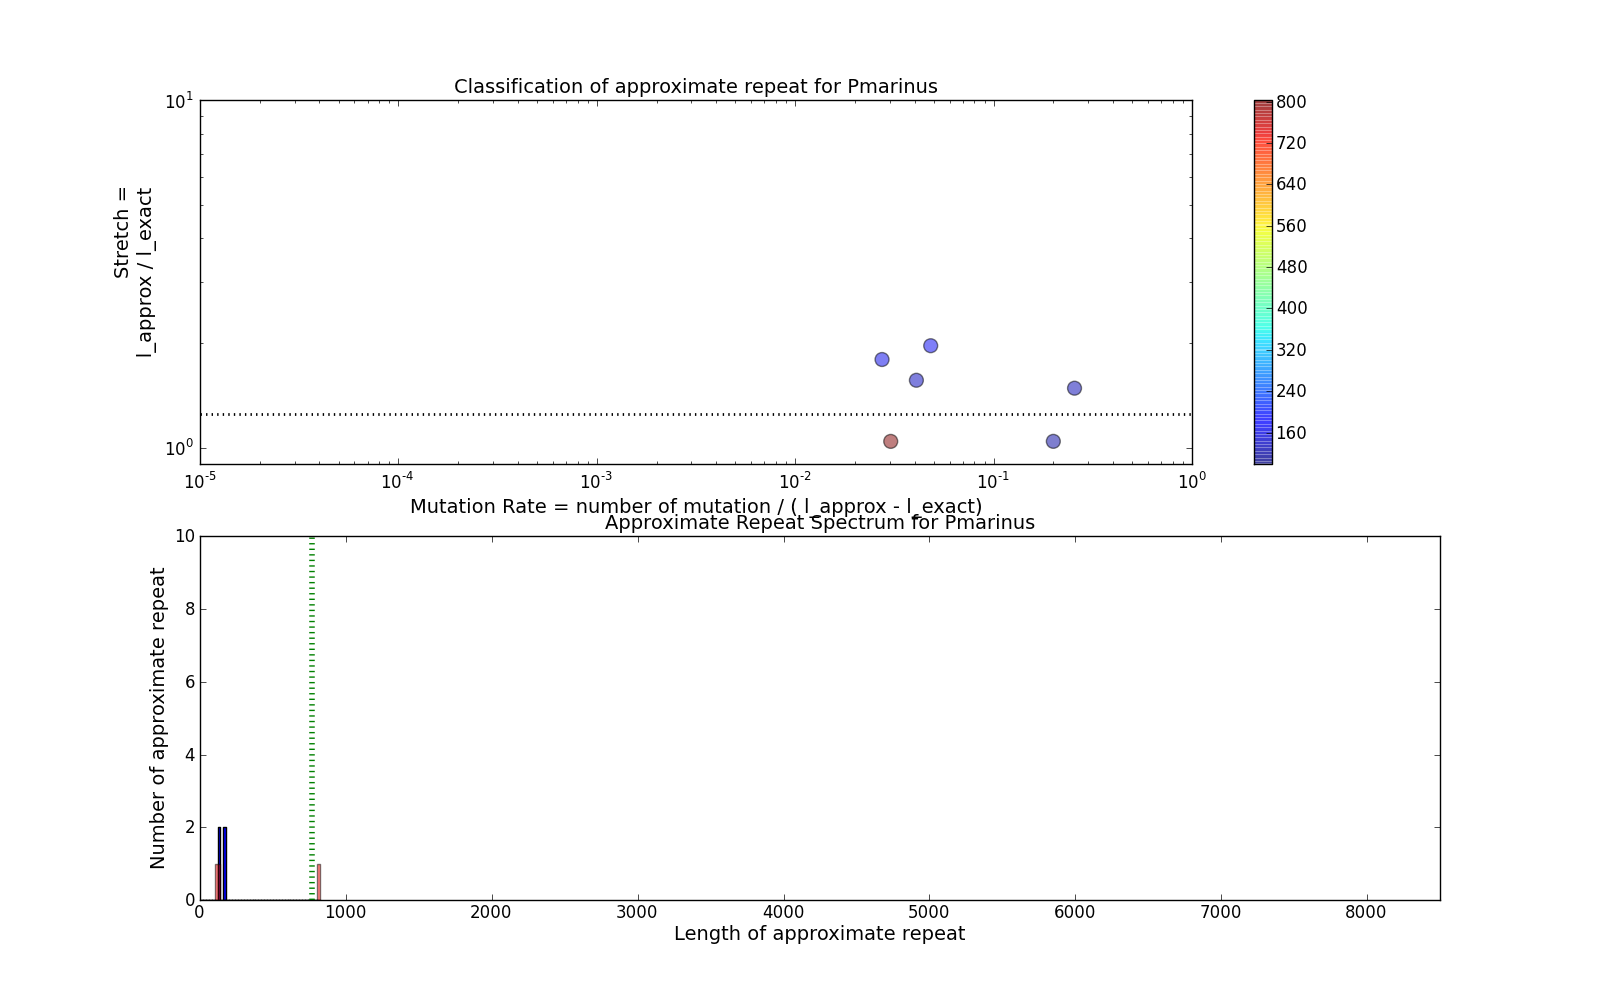 Classification of approximate repeat for Pmarinus
Stretch =
l_approx / l_exact
10^1
10^0
10^-5 10^-4 10^-3 10^-2 10^-1 10^0
Mutation Rate = number of mutation / ( l_approx - l_exact)
800
720
640
560
480
400
320
240
160
Approximate Repeat Spectrum for Pmarinus
Number of approximate repeat
10
8
6
4
2
0
0 1000 2000 3000 4000 5000 6000 7000 8000
Length of approximate repeat